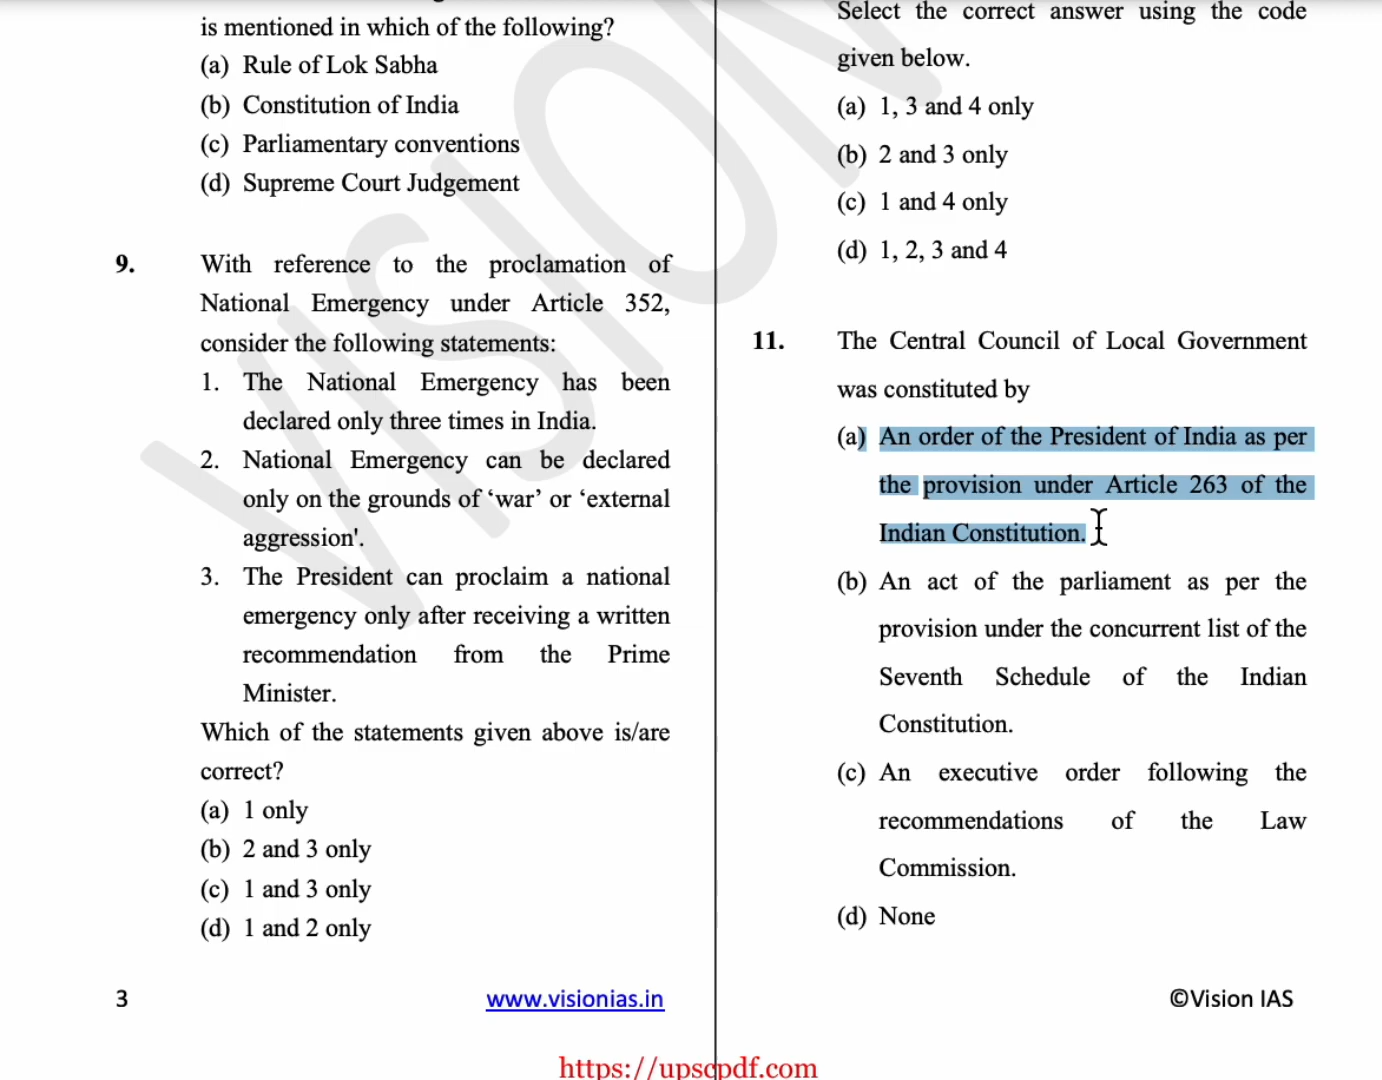 is mentioned in which of the following?
(a) Rule of Lok Sabha
(b) Constitution of India
(c) Parliamentary conventions
(d) Supreme Court Judgement
9. With reference to the proclamation of
National Emergency under Article 352,
consider the following statements:
1. The National Emergency has been
declared only three times in India.
2. National Emergency can be declared
only on the grounds of ‘war’ or ‘external
aggression'.
3. The President can proclaim a national
emergency only after receiving a written
recommendation from the Prime
Minister.
Which of the statements given above is/are
correct?
(a) 1 only
(b) 2 and 3 only
(c) 1 and 3 only
(d) 1 and 2 only
Select the correct answer using the code
given below.
(a) 1, 3 and 4 only
(b) 2 and 3 only
(c) 1 and 4 only
(d) 1, 2, 3 and 4
11. The Central Council of Local Government
was constituted by
(a) An order of the President of India as per
the provision under Article 263 of the
Indian Constitution.
(b) An act of the parliament as per the
provision under the concurrent list of the
Seventh Schedule of the Indian
Constitution.
(c) An executive order following the
recommendations of the Law
Commission.
(d) None
3 www.visionias.in ©Vision IAS
https://upscpdf.com
VISION